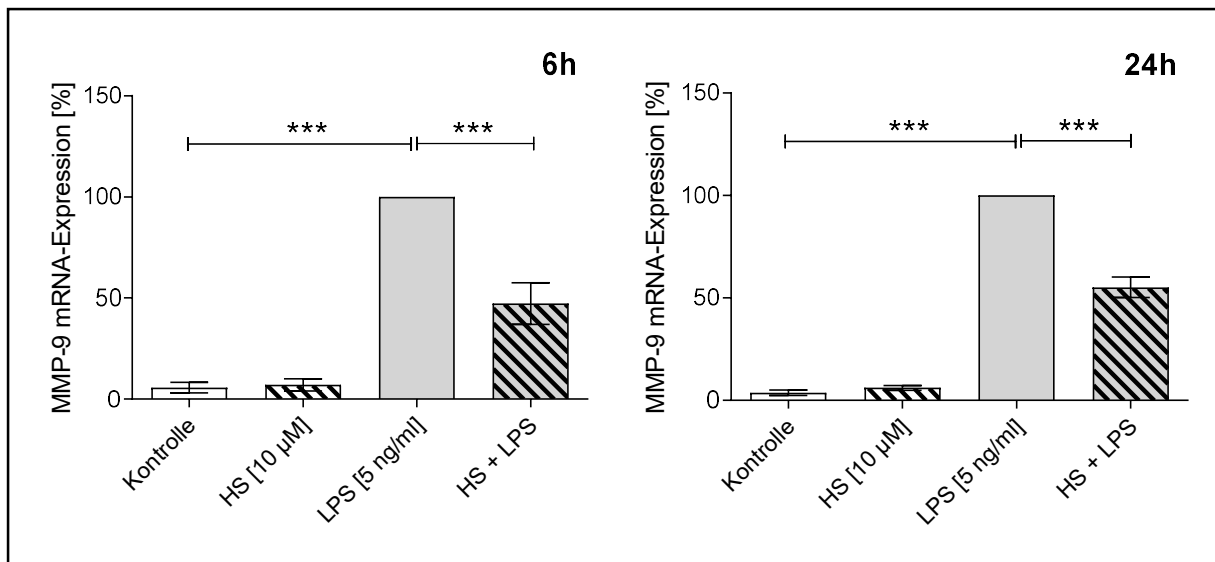 6h
MMP-9 mRNA-Expression [%]
150
100
50
0
***
***
Kontrolle
HS [10 µM]
LPS [5 ng/ml]
HS + LPS
24h
MMP-9 mRNA-Expression [%]
150
100
50
0
***
***
Kontrolle
HS [10 µM]
LPS [5 ng/ml]
HS + LPS